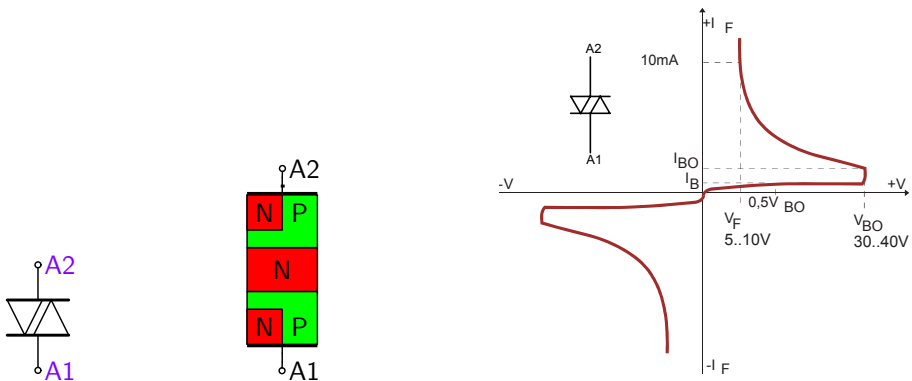 A2
A1
A2
N P
N
N P
A1
A2
A1
+I F
10mA
I BO
I B
-V
+V
0,5V BO
V F
5..10V
V BO
30..40V
-I F